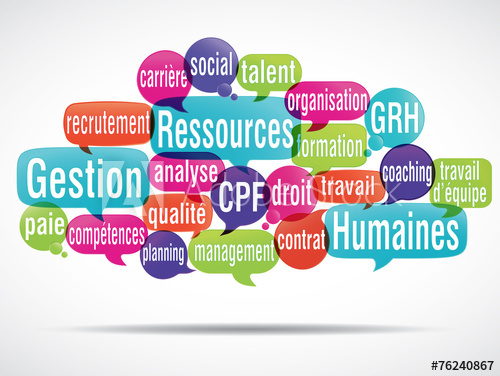 social
talent
carrière
organisation
GRH
recrutement
Ressources
formation
analyse
coaching
travail
d'équipe
Gestion
CPF
droit
travail
qualité
paie
compétences
Humaines
planning
management
contrat
#76240867